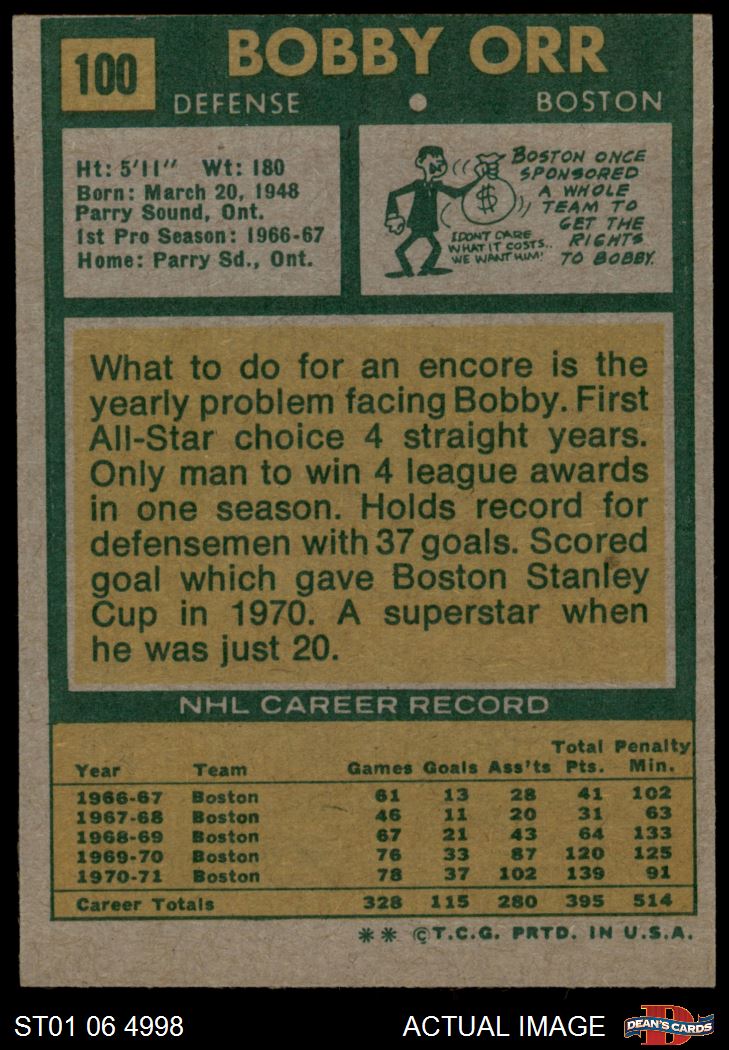 100
BOBBY ORR
DEFENSE • BOSTON
Ht: 5'11" Wt: 180
Born: March 20, 1948
Parry Sound, Ont.
1st Pro Season: 1966-67
Home: Parry Sd., Ont.
BOSTON ONCE
SPONSORED
A WHOLE
TEAM TO
GET THE
RIGHTS
TO BOBBY.
$
I DONT CARE
WHAT IT COSTS..
WE WANT HIM!
What to do for an encore is the
yearly problem facing Bobby. First
All-Star choice 4 straight years.
Only man to win 4 league awards
in one season. Holds record for
defensemen with 37 goals. Scored
goal which gave Boston Stanley
Cup in 1970. A superstar when
he was just 20.
NHL CAREER RECORD
Year Team Games Goals Ass'ts Total Pts. Penalty Min.
1966-67 Boston 61 13 28 41 102
1967-68 Boston 46 11 20 31 63
1968-69 Boston 67 21 43 64 133
1969-70 Boston 76 33 87 120 125
1970-71 Boston 78 37 102 139 91
Career Totals 328 115 280 395 514
** ©T.C.G. PRTD. IN U.S.A.
ST01 06 4998 ACTUAL IMAGE
D
DEAN'S CARDS